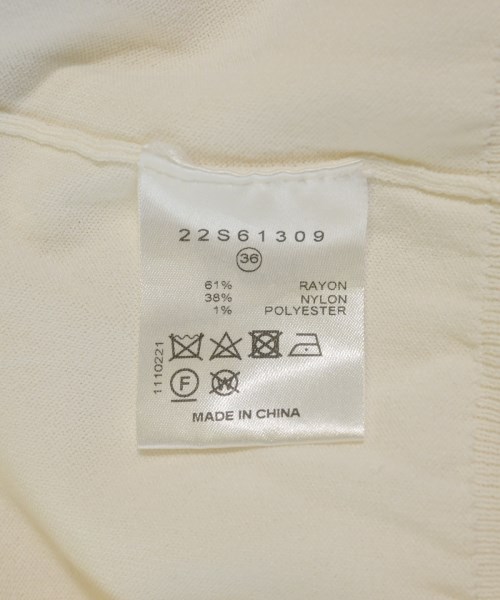 22S61309
36
61% RAYON
38% NYLON
1% POLYESTER
1110221
F W
MADE IN CHINA